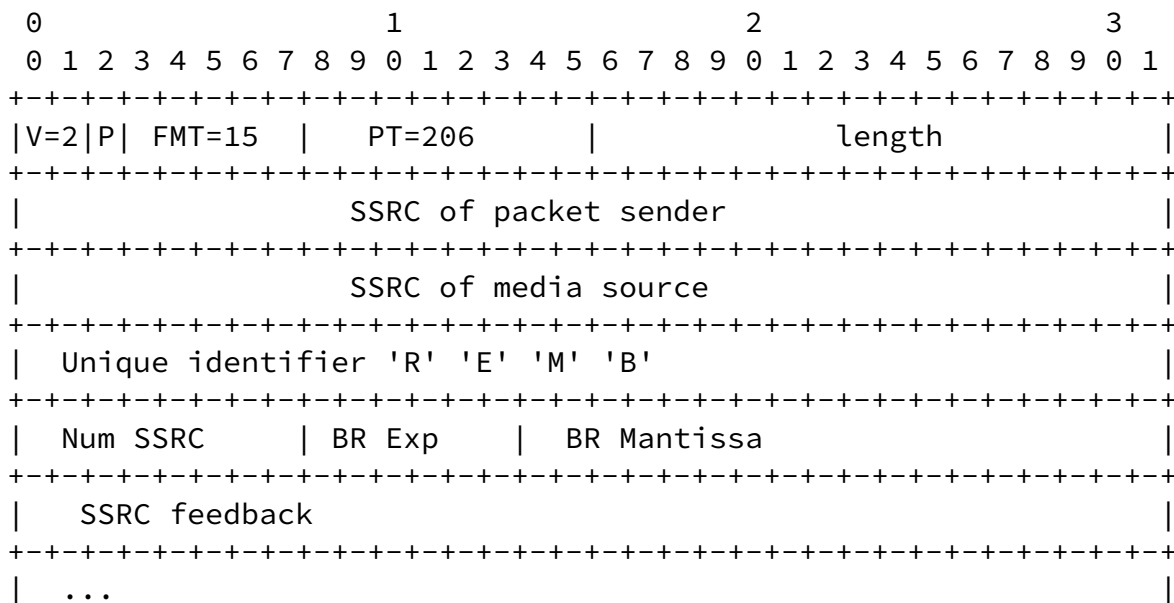 0                   1                   2                   3
0 1 2 3 4 5 6 7 8 9 0 1 2 3 4 5 6 7 8 9 0 1 2 3 4 5 6 7 8 9 0 1
+-+-+-+-+-+-+-+-+-+-+-+-+-+-+-+-+-+-+-+-+-+-+-+-+-+-+-+-+-+-+-+-+
|V=2|P| FMT=15  |   PT=206      |             length            |
+-+-+-+-+-+-+-+-+-+-+-+-+-+-+-+-+-+-+-+-+-+-+-+-+-+-+-+-+-+-+-+-+
|                  SSRC of packet sender                        |
+-+-+-+-+-+-+-+-+-+-+-+-+-+-+-+-+-+-+-+-+-+-+-+-+-+-+-+-+-+-+-+-+
|                  SSRC of media source                         |
+-+-+-+-+-+-+-+-+-+-+-+-+-+-+-+-+-+-+-+-+-+-+-+-+-+-+-+-+-+-+-+-+
|  Unique identifier 'R' 'E' 'M' 'B'                            |
+-+-+-+-+-+-+-+-+-+-+-+-+-+-+-+-+-+-+-+-+-+-+-+-+-+-+-+-+-+-+-+-+
|  Num SSRC     | BR Exp    |  BR Mantissa                      |
+-+-+-+-+-+-+-+-+-+-+-+-+-+-+-+-+-+-+-+-+-+-+-+-+-+-+-+-+-+-+-+-+
|   SSRC feedback                                               |
+-+-+-+-+-+-+-+-+-+-+-+-+-+-+-+-+-+-+-+-+-+-+-+-+-+-+-+-+-+-+-+-+
|  ...                                                          |